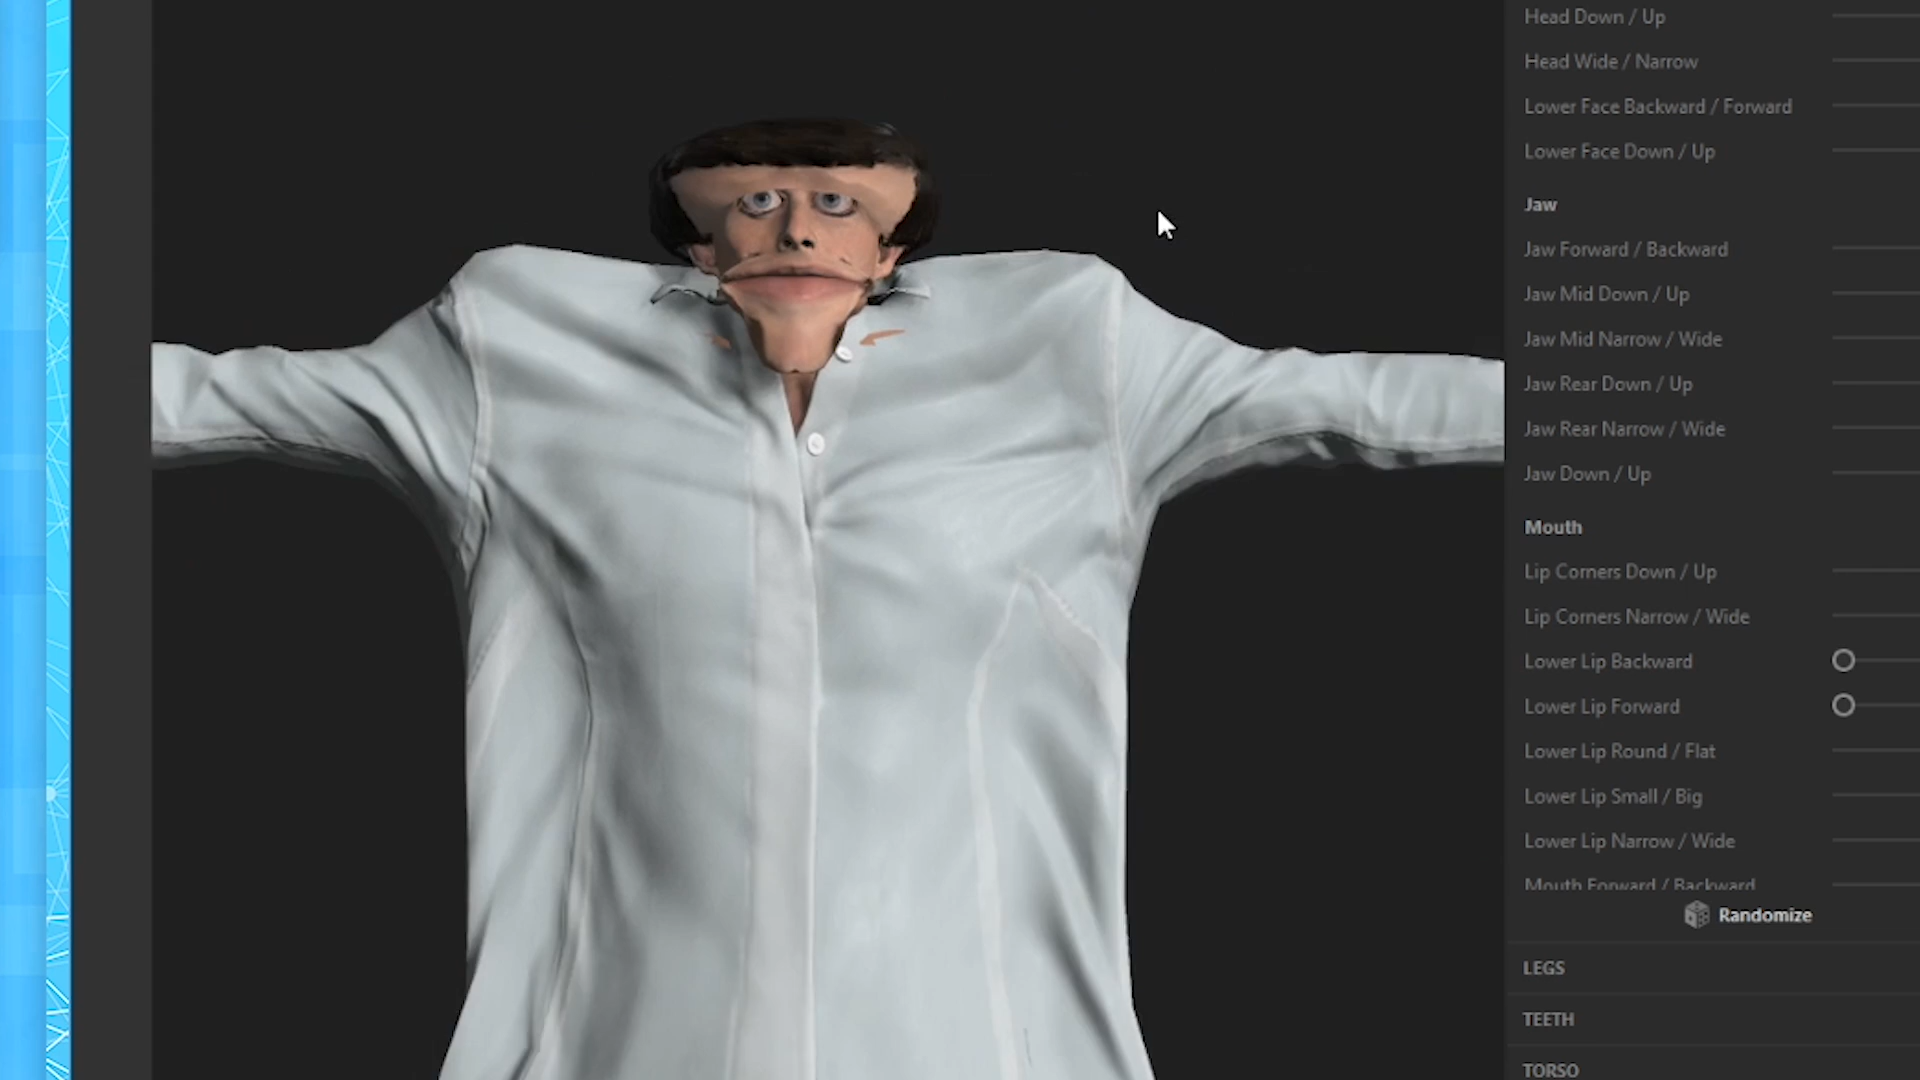 Head Down / Up
Head Wide / Narrow
Lower Face Backward / Forward
Lower Face Down / Up
Jaw
Jaw Forward / Backward
Jaw Mid Down / Up
Jaw Mid Narrow / Wide
Jaw Rear Down / Up
Jaw Rear Narrow / Wide
Jaw Down / Up
Mouth
Lip Corners Down / Up
Lip Corners Narrow / Wide
Lower Lip Backward
Lower Lip Forward
Lower Lip Round / Flat
Lower Lip Small / Big
Lower Lip Narrow / Wide
Mouth Forward / Backward
Randomize
LEGS
TEETH
TORSO